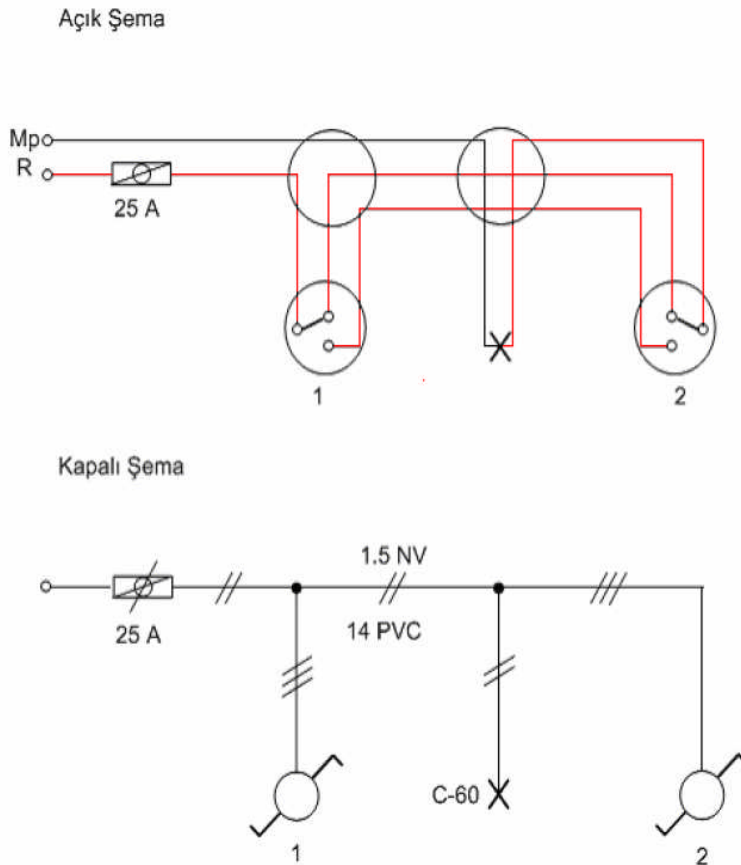 Açık Şema
Mp
R
25 A
1
2
Kapalı Şema
1.5 NV
25 A
14 PVC
C-60
1
2